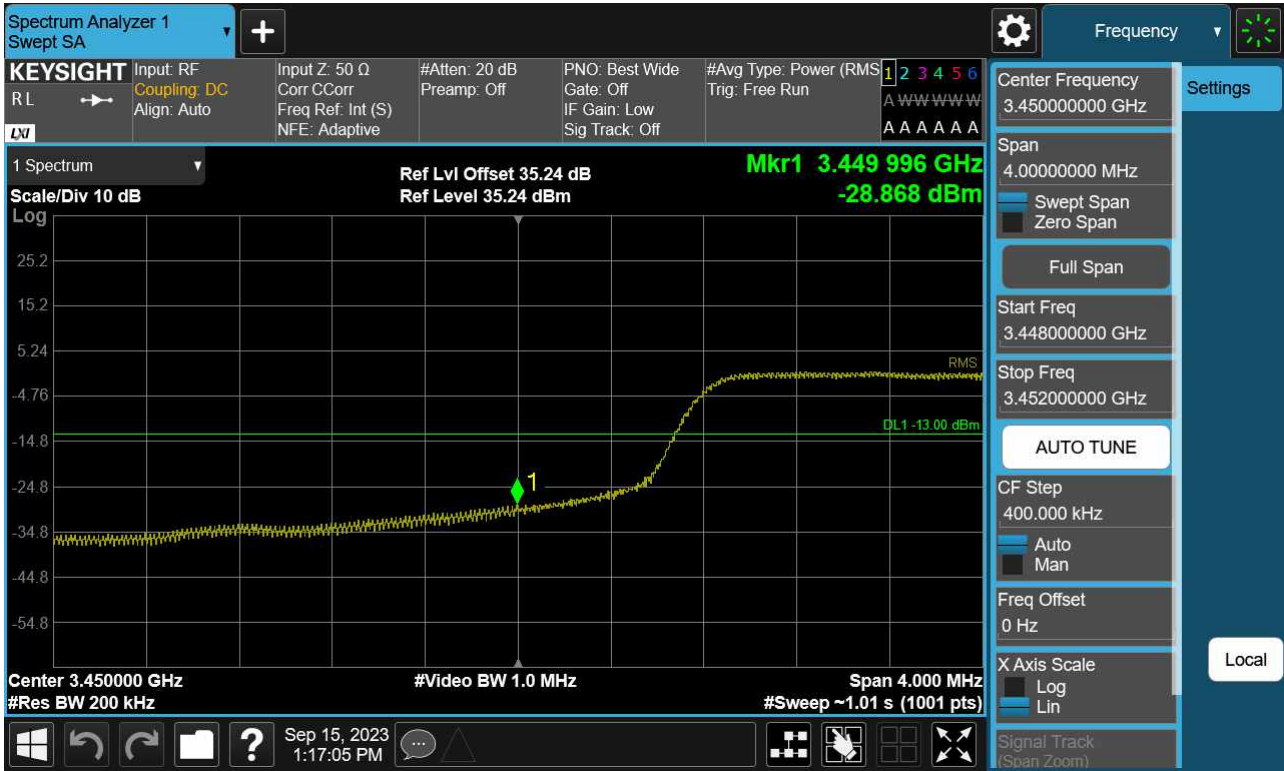 Spectrum Analyzer 1
Swept SA
+
Frequency
KEYSIGHT
R L
LXI
Input: RF
Coupling: DC
Align: Auto
Input Z: 50 Ω
Corr CCorr
Freq Ref: Int (S)
NFE: Adaptive
#Atten: 20 dB
Preamp: Off
PNO: Best Wide
Gate: Off
IF Gain: Low
Sig Track: Off
#Avg Type: Power (RMS
Trig: Free Run
1 2 3 4 5 6
A W W W W W
A A A A A A
1 Spectrum
Scale/Div 10 dB
Log
Ref Lvl Offset 35.24 dB
Ref Level 35.24 dBm
Mkr1 3.449 996 GHz
-28.868 dBm
25.2
15.2
5.24
-4.76
-14.8
-24.8
-34.8
-44.8
-54.8
RMS
DL1 -13.00 dBm
1
Center 3.450000 GHz
#Res BW 200 kHz
#Video BW 1.0 MHz
Span 4.000 MHz
#Sweep ~1.01 s (1001 pts)
Center Frequency
3.450000000 GHz
Span
4.00000000 MHz
Swept Span
Zero Span
Full Span
Start Freq
3.448000000 GHz
Stop Freq
3.452000000 GHz
AUTO TUNE
CF Step
400.000 kHz
Auto
Man
Freq Offset
0 Hz
X Axis Scale
Log
Lin
Signal Track
(Span Zoom)
Settings
Local
?
Sep 15, 2023
1:17:05 PM